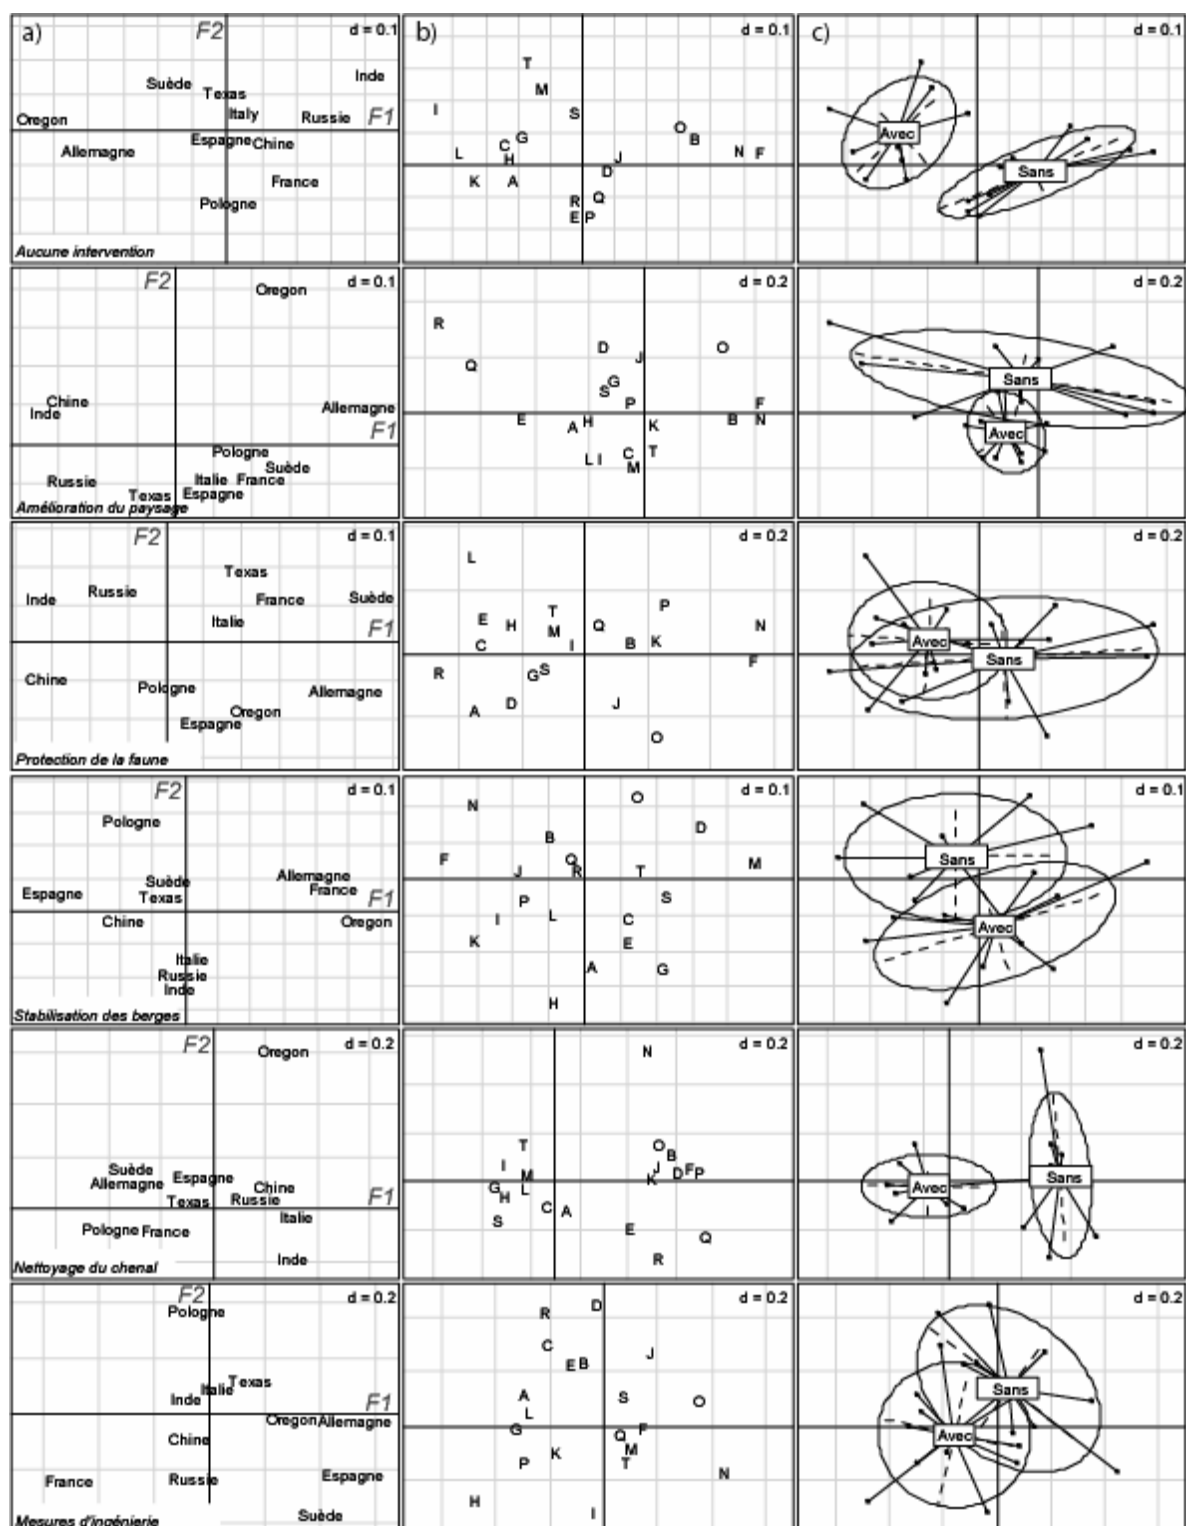 a) F2 d = 0.1
Inde
Suède
Texas
Italy Russie F1
Oregon
Espagne Chine
Allemagne
France
Pologne
Aucune intervention
b) d = 0.1
T
M
I S
O B
G
C
L H J N F
K A D
R Q
E P
c) d = 0.1
Avec
Sans
F2 d = 0.1
Oregon
Chine
Inde Allemagne
F1
Pologne
Suède
Russie Italie France
Texas Espagne
Amélioration du paysage
d = 0.2
R
D J O
Q
G
S
P F
E A H K B N
L I C T
M
d = 0.2
Sans
Avec
F2 d = 0.1
Texas
Russie
Inde France Suède
Italie
F1
Chine
Pologne Allemagne
Oregon
Espagne
Protection de la faune
d = 0.2
L
T P
E H M Q N
C I B K
F
R G S
A D J
O
d = 0.2
Avec
Sans
F2 d = 0.1
Pologne
Suède Allemagne
Espagne Texas France
F1
Chine Oregon
Italie
Russie
Inde
Stabilisation des berges
d = 0.1
N O
B D
F Q M
J R T
P S
I L C
K E
A G
H
d = 0.1
Sans
Avec
F2 d = 0.2
Oregon
Suède
Allemagne Espagne
Chine
Texas Russie F1
Italie
Pologne France
Inde
Nettoyage du chenal
d = 0.2
N
T O
B
I J
M D F P
G L K
H
C A
S E Q
R
d = 0.2
Avec
Sans
F2 d = 0.2
Pologne
Texas
Italie
Inde F1
Oregon Allemagne
Chine
France Russie Espagne
Suède
Mesures d'ingénierie
d = 0.2
R D
C
E B J
A S O
L
G Q F
K M
P T N
H
I
d = 0.2
Sans
Avec